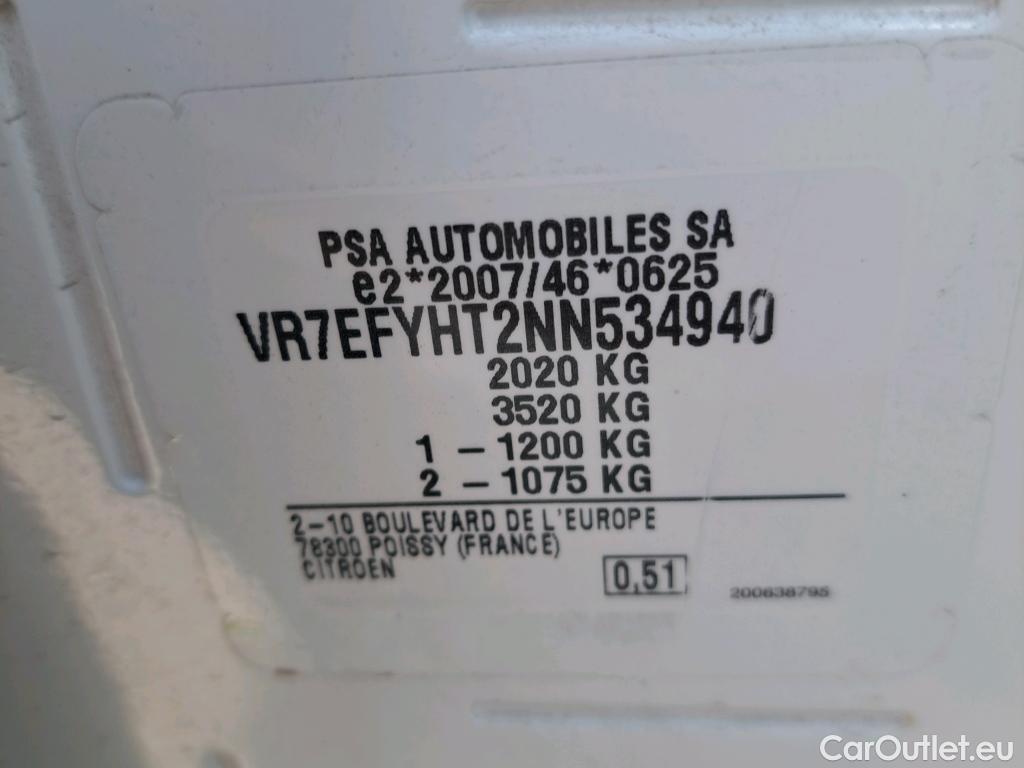 PSA AUTOMOBILES SA
e2*2007/46*0625
VR7EFYHT2NN534940
2020 KG
3520 KG
1 - 1200 KG
2 - 1075 KG
2-10 BOULEVARD DE L'EUROPE
78300 POISSY (FRANCE)
CITROEN
0,51
200638795
CarOutlet.eu